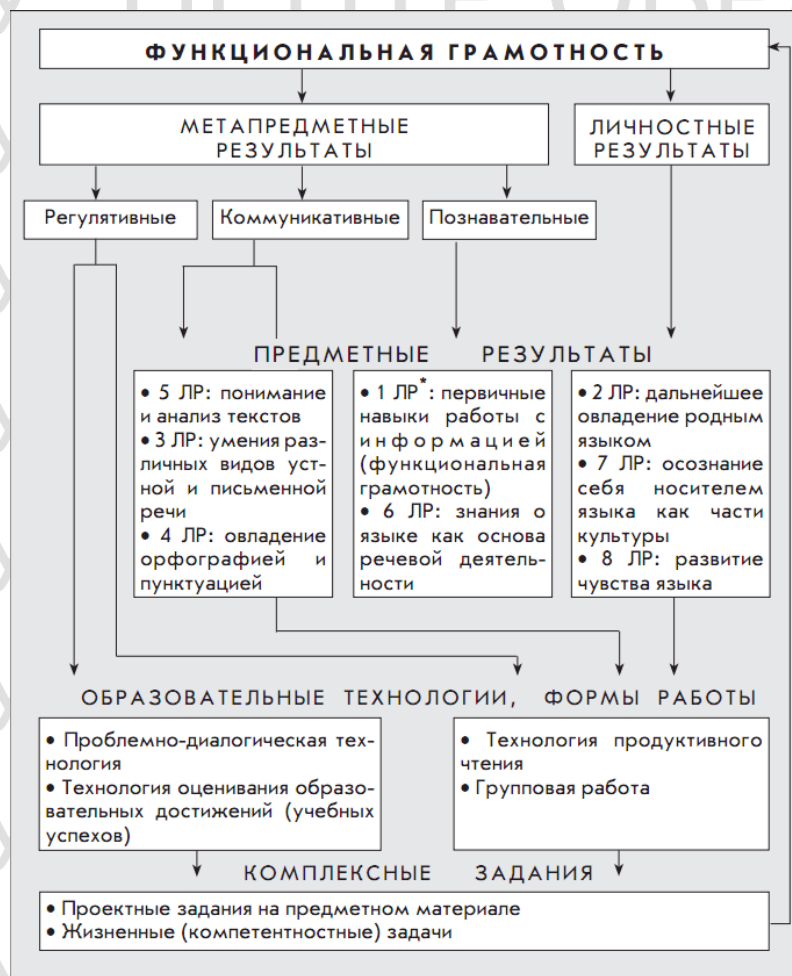 ФУНКЦИОНАЛЬНАЯ ГРАМОТНОСТЬ
МЕТАПРЕДМЕТНЫЕ
РЕЗУЛЬТАТЫ
ЛИЧНОСТНЫЕ
РЕЗУЛЬТАТЫ
Регулятивные
Коммуникативные
Познавательные
ПРЕДМЕТНЫЕ РЕЗУЛЬТАТЫ
• 5 ЛР: понимание
и анализ текстов
• 3 ЛР: умения раз-
личных видов уст-
ной и письменной
речи
• 4 ЛР: овладение
орфографией и
пунктуацией
• 1 ЛР*: первичные
навыки работы с
информацией
(функциональная
грамотность)
• 6 ЛР: знания о
языке как основа
речевой деятель-
ности
• 2 ЛР: дальнейшее
овладение родным
языком
• 7 ЛР: осознание
себя носителем
языка как части
культуры
• 8 ЛР: развитие
чувства языка
ОБРАЗОВАТЕЛЬНЫЕ ТЕХНОЛОГИИ, ФОРМЫ РАБОТЫ
• Проблемно-диалогическая тех-
нология
• Технология оценивания образо-
вательных достижений (учебных
успехов)
• Технология продуктивного
чтения
• Групповая работа
КОМПЛЕКСНЫЕ ЗАДАНИЯ
• Проектные задания на предметном материале
• Жизненные (компетентностные) задачи